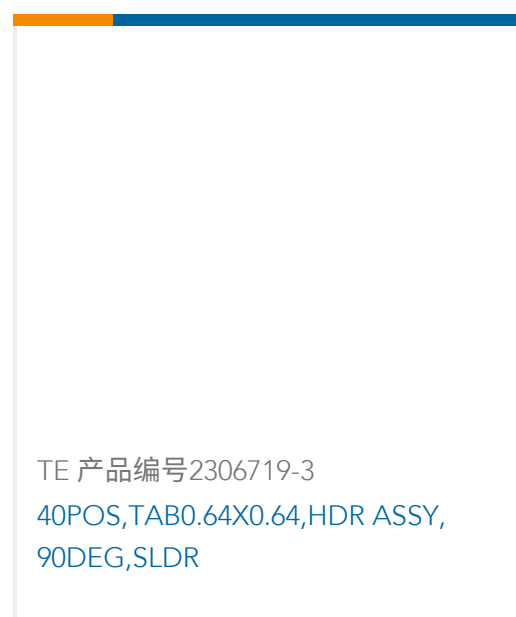 TE 产品编号2306719-3
40POS,TAB0.64X0.64,HDR ASSY,
90DEG,SLDR